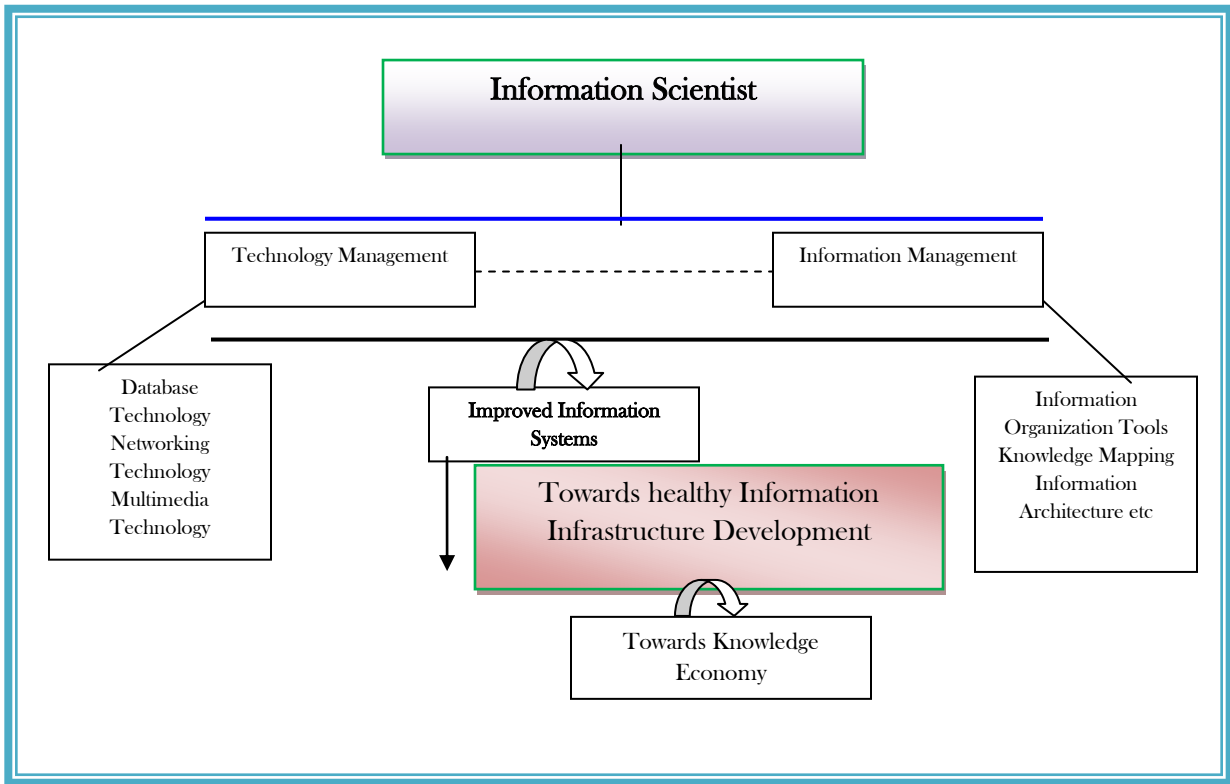 Information Scientist
Technology Management
Information Management
Database
Technology
Networking
Technology
Multimedia
Technology
Improved Information
Systems
Information
Organization Tools
Knowledge Mapping
Information
Architecture etc
Towards healthy Information
Infrastructure Development
Towards Knowledge
Economy